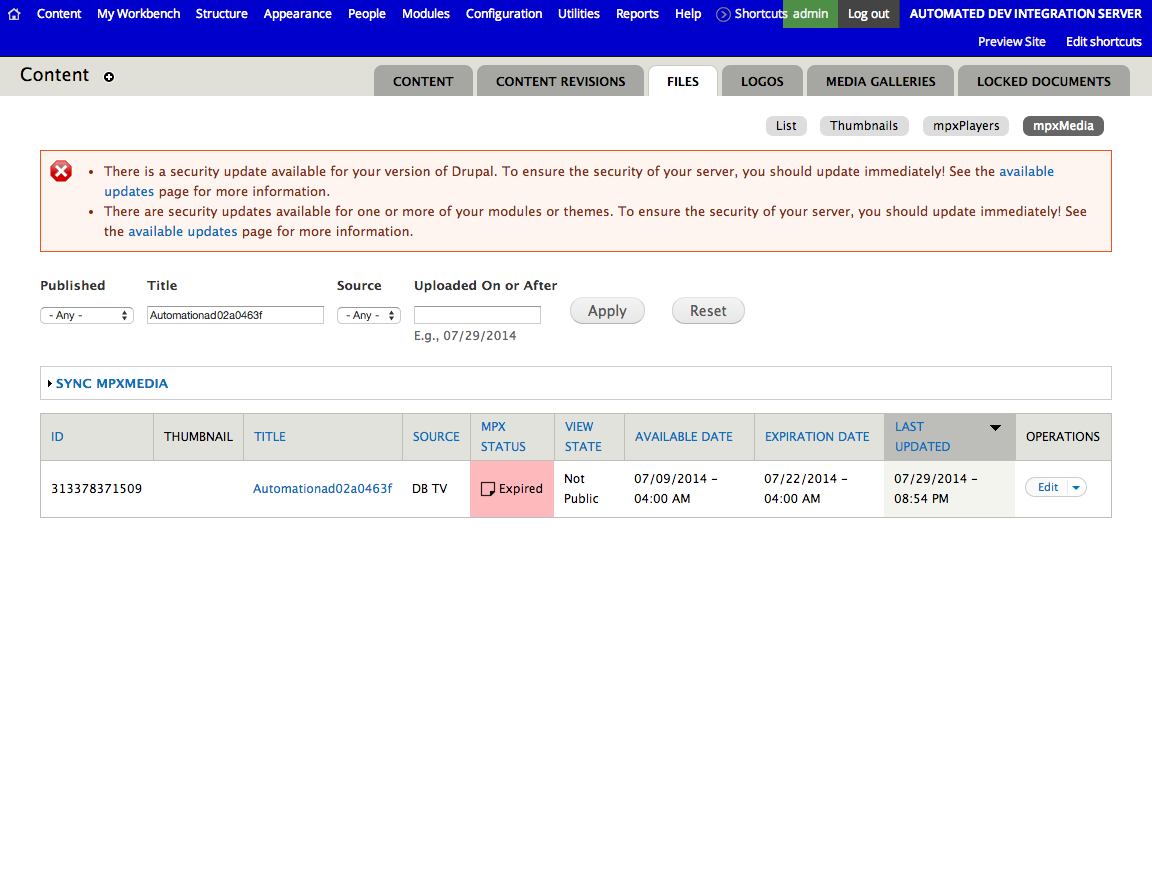 Content My Workbench Structure Appearance People Modules Configuration Utilities Reports Help Shortcuts admin Log out AUTOMATED DEV INTEGRATION SERVER
Preview Site Edit shortcuts
Content
CONTENT CONTENT REVISIONS FILES LOGOS MEDIA GALLERIES LOCKED DOCUMENTS
List Thumbnails mpxPlayers mpxMedia
• There is a security update available for your version of Drupal. To ensure the security of your server, you should update immediately! See the available
updates page for more information.
• There are security updates available for one or more of your modules or themes. To ensure the security of your server, you should update immediately! See
the available updates page for more information.
Published Title Source Uploaded On or After
- Any - Automationad02a0463f - Any - Apply Reset
E.g., 07/29/2014
SYNC MPXMEDIA
ID THUMBNAIL TITLE SOURCE MPX STATUS VIEW STATE AVAILABLE DATE EXPIRATION DATE LAST UPDATED OPERATIONS
313378371509 Automationad02a0463f DB TV Expired Not Public 07/09/2014 - 04:00 AM 07/22/2014 - 04:00 AM 07/29/2014 - 08:54 PM Edit